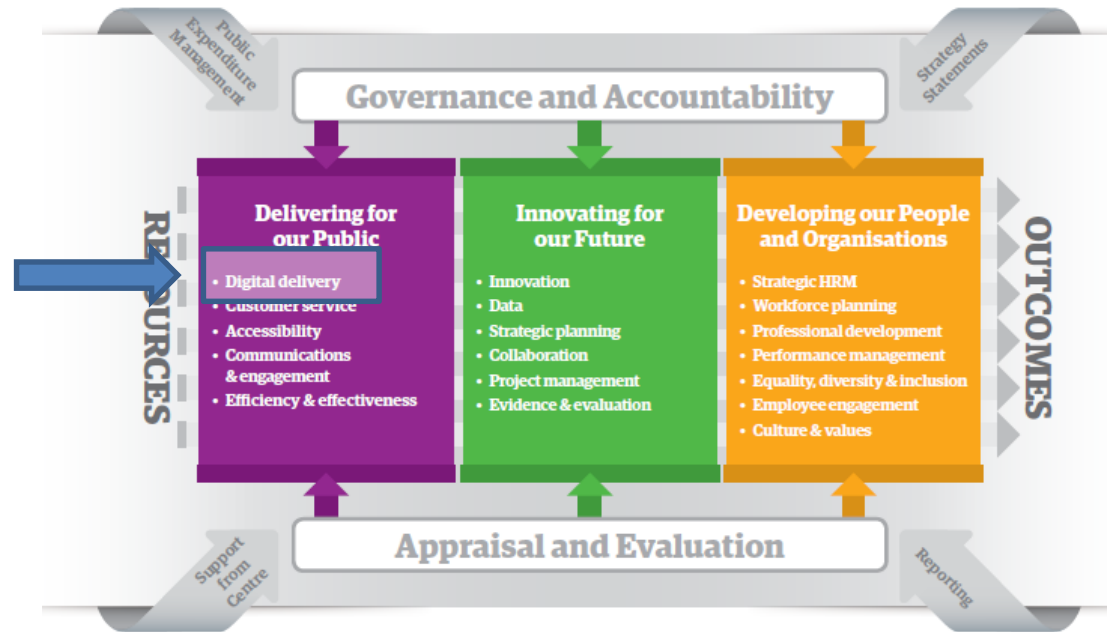 Public
Expenditure
Management
Strategy
Statements
Governance and Accountability
RESOURCES
Delivering for
our Public
• Digital delivery
• Customer service
• Accessibility
• Communications
& engagement
• Efficiency & effectiveness
Innovating for
our Future
• Innovation
• Data
• Strategic planning
• Collaboration
• Project management
• Evidence & evaluation
Developing our People
and Organisations
• Strategic HRM
• Workforce planning
• Professional development
• Performance management
• Equality, diversity & inclusion
• Employee engagement
• Culture & values
OUTCOMES
Appraisal and Evaluation
Support
from
Centre
Reporting